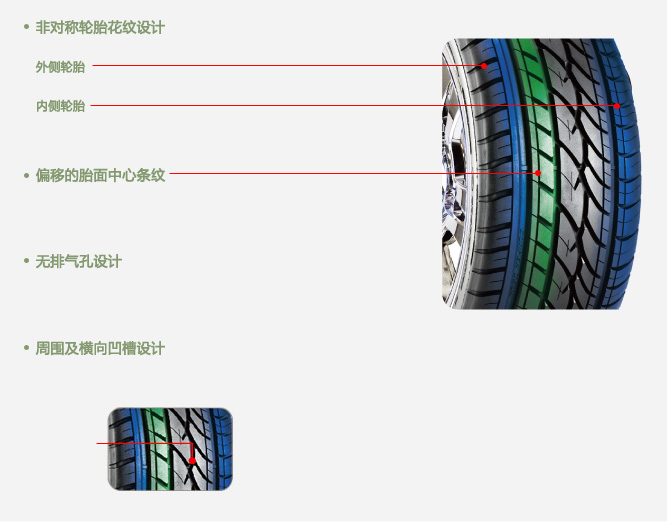 非对称轮胎花纹设计
外侧轮胎
内侧轮胎
偏移的胎面中心条纹
无排气孔设计
周围及横向凹槽设计